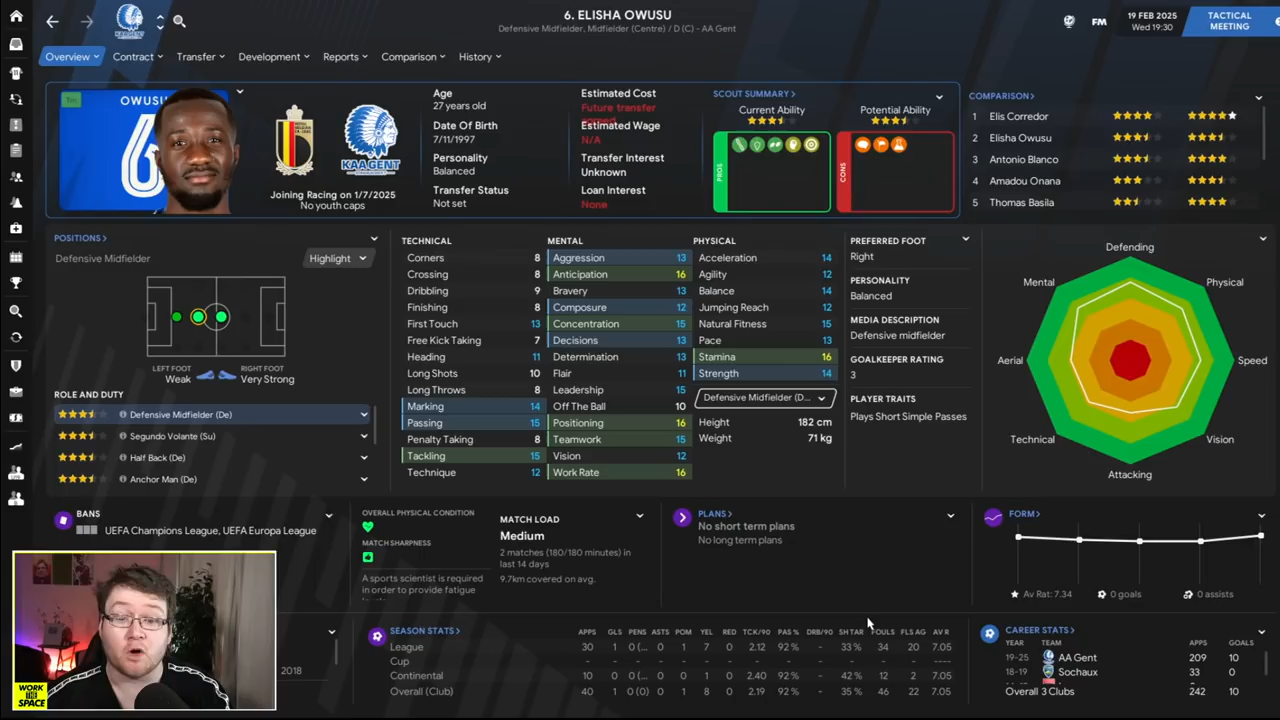 6. ELISHA OWUSU
Defensive Midfielder, Midfielder (Centre) / D (C) - AA Gent
FM
19 FEB 2025
Wed 19:30
TACTICAL
MEETING
Overview
Contract
Transfer
Development
Reports
Comparison
History
Trn
OWUSU
6
KAA GENT
Joining Racing on 1/7/2025
No youth caps
Age
27 years old
Date Of Birth
7/11/1997
Personality
Balanced
Transfer Status
Not set
Estimated Cost
Future transfer
Estimated Wage
N/A
Transfer Interest
Unknown
Loan Interest
None
SCOUT SUMMARY >
Current Ability
Potential Ability
PROS
CONS
COMPARISON >
1 Elis Corredor
2 Elisha Owusu
3 Antonio Blanco
4 Amadou Onana
5 Thomas Basila
POSITIONS >
Defensive Midfielder
Highlight
LEFT FOOT
Weak
RIGHT FOOT
Very Strong
ROLE AND DUTY
Defensive Midfielder (De)
Segundo Volante (Su)
Half Back (De)
Anchor Man (De)
TECHNICAL
Corners 8
Crossing 8
Dribbling 9
Finishing 8
First Touch 13
Free Kick Taking 7
Heading 11
Long Shots 10
Long Throws 8
Marking 14
Passing 15
Penalty Taking 8
Tackling 15
Technique 12
MENTAL
Aggression 13
Anticipation 16
Bravery 13
Composure 12
Concentration 15
Decisions 13
Determination 13
Flair 11
Leadership 15
Off The Ball 10
Positioning 16
Teamwork 15
Vision 12
Work Rate 16
PHYSICAL
Acceleration 14
Agility 12
Balance 14
Jumping Reach 12
Natural Fitness 15
Pace 13
Stamina 16
Strength 14
Defensive Midfielder (D...
Height 182 cm
Weight 71 kg
PREFERRED FOOT
Right
PERSONALITY
Balanced
MEDIA DESCRIPTION
Defensive midfielder
GOALKEEPER RATING
3
PLAYER TRAITS
Plays Short Simple Passes
Defending
Physical
Speed
Vision
Attacking
Technical
Aerial
Mental
BANS
UEFA Champions League, UEFA Europa League
OVERALL PHYSICAL CONDITION
MATCH SHARPNESS
A sports scientist is required
in order to provide fatigue
MATCH LOAD
Medium
2 matches (180/180 minutes) in
last 14 days
9.7km covered on avg.
PLANS >
No short term plans
No long term plans
FORM >
Av Rat: 7.34
0 goals
0 assists
2018
SEASON STATS >
APPS GLS PEN ASTS POM YEL RED TCK/90 PAS % DRB/90 SH TAR FOULS FLS AG AV R
League 30 1 0 (... 0 1 7 0 2.12 92 % - 33 % 34 20 7.05
Cup - - - - - - - - - - - - - ----
Continental 10 0 0 (... 0 0 1 0 2.40 92 % - 42 % 12 2 7.05
Overall (Club) 40 1 0 (0) 0 1 8 0 2.19 92 % - 35 % 46 22 7.05
CAREER STATS >
YEAR TEAM APPS GOALS
19-25 AA Gent 209 10
18-19 Sochaux 33 0
Overall 3 Clubs 242 10
WORK
THE
SPACE